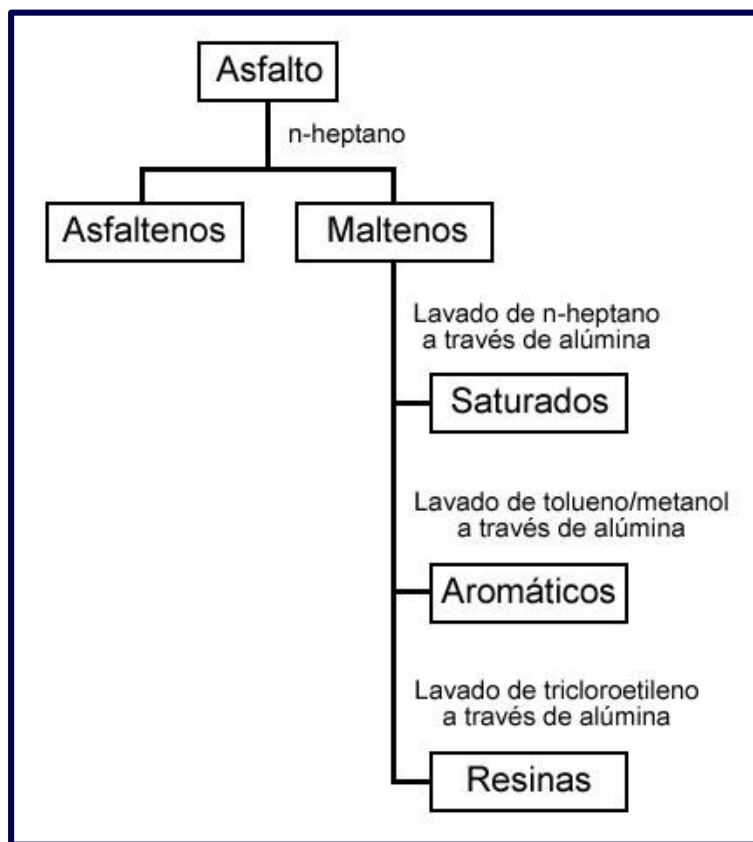 Asfalto
n-heptano
Asfaltenos
Maltenos
Lavado de n-heptano
a través de alúmina
Saturados
Lavado de tolueno/metanol
a través de alúmina
Aromáticos
Lavado de tricloroetileno
a través de alúmina
Resinas